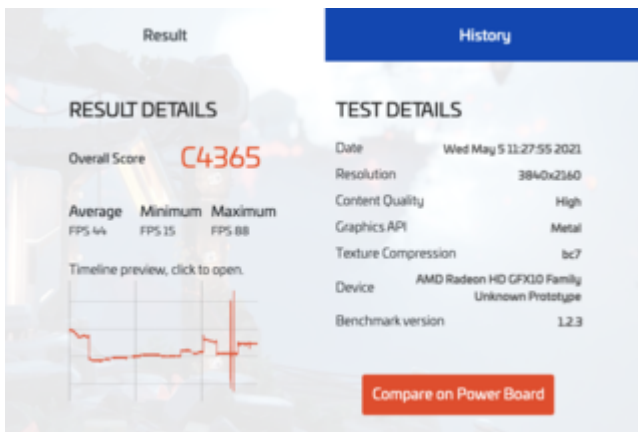 Result
History
RESULT DETAILS
Overall Score C4365
Average Minimum Maximum
FPS 44 FPS 15 FPS 88
Timeline preview, click to open.
TEST DETAILS
Date Wed May 5 11:27:55 2021
Resolution 3840x2160
Content Quality High
Graphics API Metal
Texture Compression bc7
Device AMD Radeon HD GFX10 Family
Unknown Prototype
Benchmark version 1.2.3
Compare on Power Board